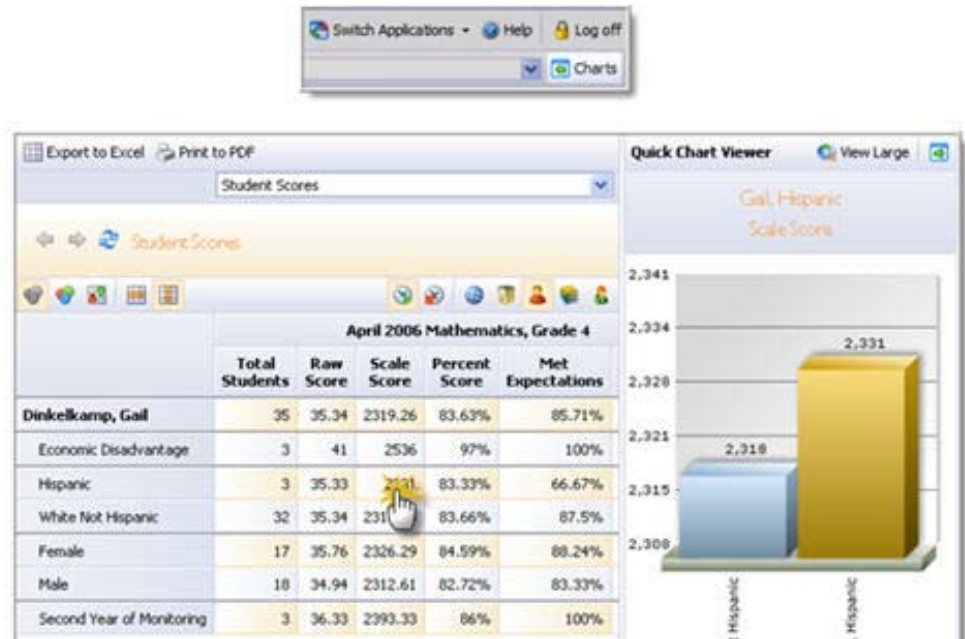 Switch Applications Help Log off
Charts
Export to Excel Print to PDF
Student Scores
Student Scores
April 2006 Mathematics, Grade 4
Total Students Raw Score Scale Score Percent Score Met Expectations
Dinkelkamp, Gail 35 35.34 2319.26 83.63% 85.71%
Economic Disadvantage 3 41 2536 97% 100%
Hispanic 3 35.33 83.33% 66.67%
White Not Hispanic 32 35.34 83.66% 87.5%
Female 17 35.76 2326.29 84.59% 88.24%
Male 18 34.94 2312.61 82.72% 83.33%
Second Year of Monitoring 3 36.33 2393.33 86% 100%
Quick Chart Viewer View Large
Gail, Hispanic
Scale Score
2,341
2,334
2,331
2,328
2,321
2,318
2,315
2,308
Hispanic
Hispanic